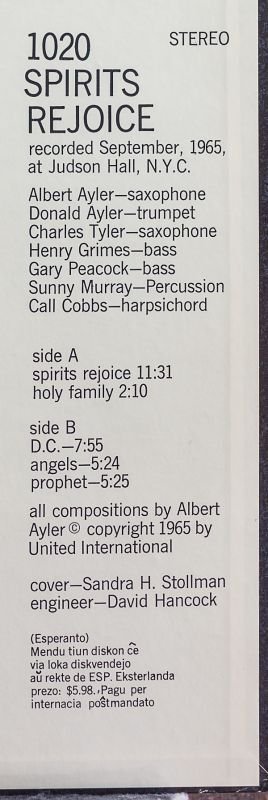 1020
STEREO
SPIRITS
REJOICE
recorded September, 1965,
at Judson Hall, N.Y.C.
Albert Ayler—saxophone
Donald Ayler—trumpet
Charles Tyler—saxophone
Henry Grimes—bass
Gary Peacock—bass
Sunny Murray—Percussion
Call Cobbs—harpsichord
side A
spirits rejoice 11:31
holy family 2:10
side B
D.C.—7:55
angels—5:24
prophet—5:25
all compositions by Albert
Ayler © copyright 1965 by
United International
cover—Sandra H. Stollman
engineer—David Hancock
(Esperanto)
Mendu tiun diskon ĉe
via loka diskvendejo
aŭ rekte de ESP. Eksterlanda
prezo: $5.98. Pagu per
internacia poŝtmandato